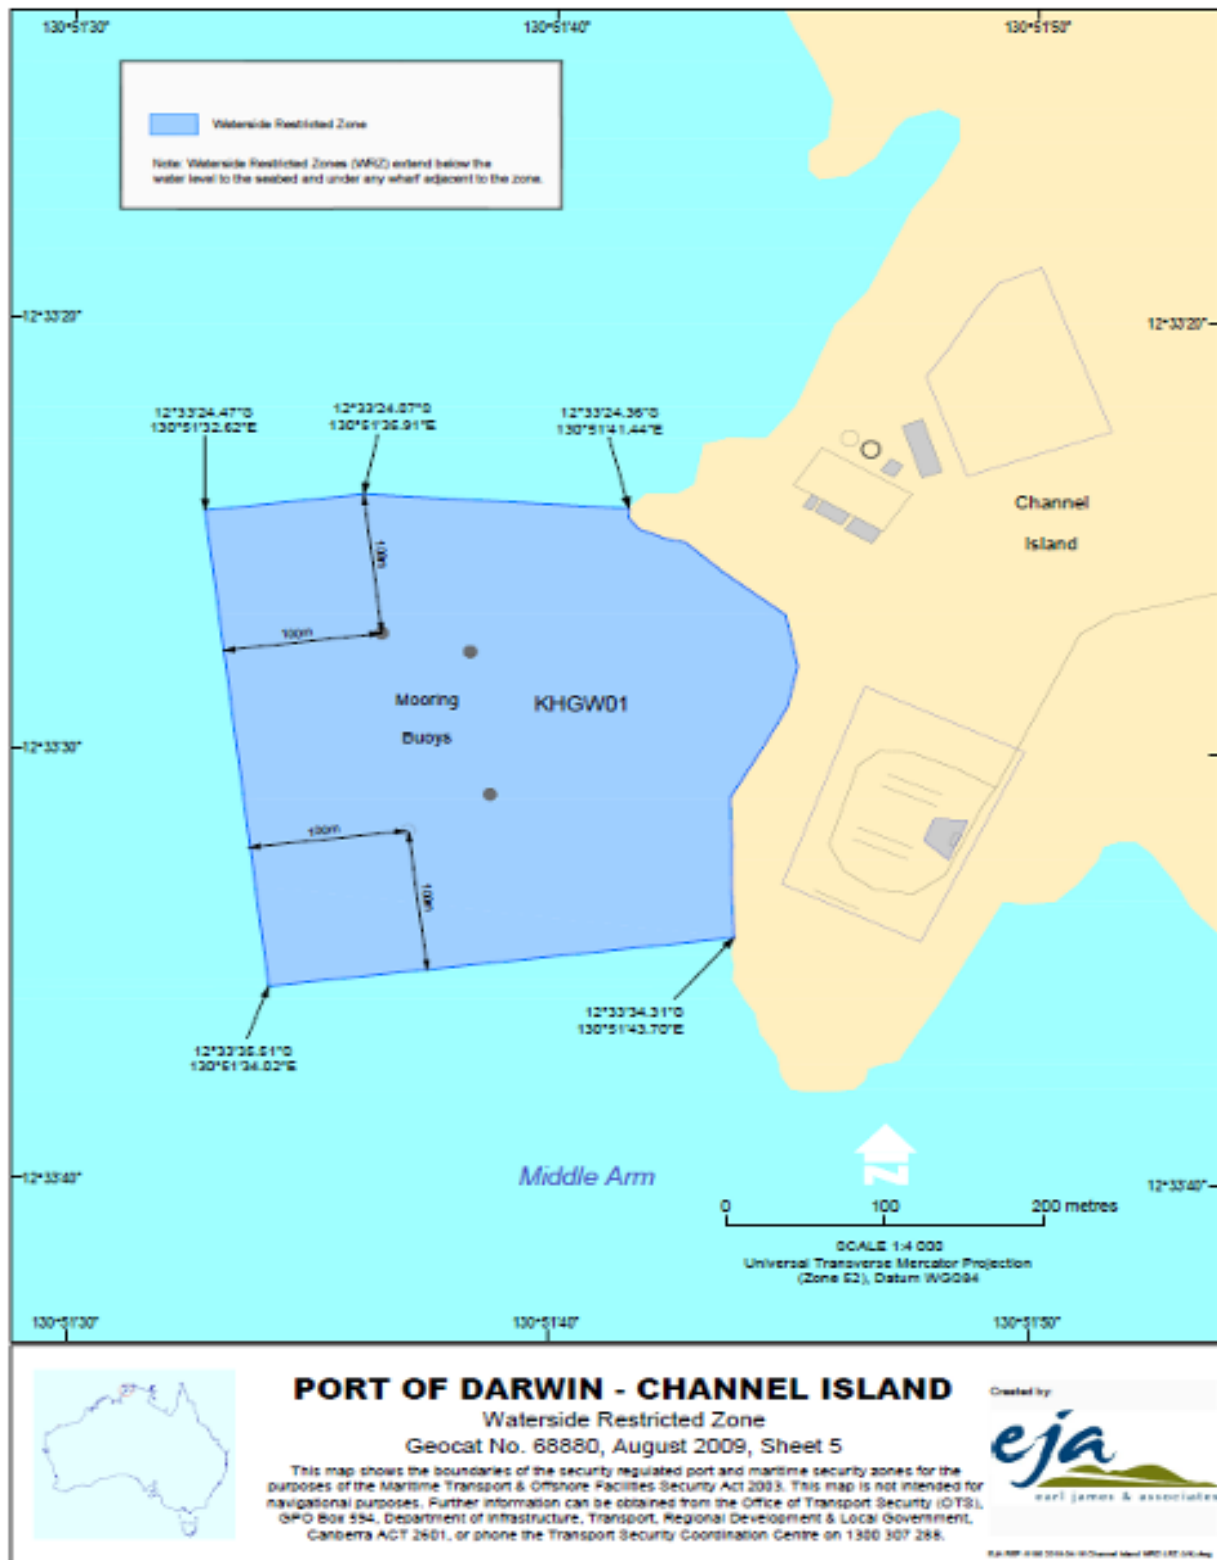 130°51'30"
130°51'40"
130°51'50"
Waterside Restricted Zone
Note: Waterside Restricted Zones (WRZ) extend below the
water level to the seabed and under any wharf adjacent to the zone.
12°33'20"
12°33'20"
12°33'24.47"S
130°51'32.62"E
12°33'24.07"S
130°51'35.91"E
12°33'24.36"S
130°51'41.44"E
Channel
Island
100m
100m
Mooring
Buoys
KHGW01
12°33'30"
100m
100m
12°33'34.31"S
130°51'43.70"E
12°33'35.51"S
130°51'34.02"E
Middle Arm
12°33'40"
12°33'40"
N
0
100
200 metres
SCALE 1:4 000
Universal Transverse Mercator Projection
(Zone 52), Datum WGS84
130°51'30"
130°51'40"
130°51'50"
PORT OF DARWIN - CHANNEL ISLAND
Waterside Restricted Zone
Geocat No. 68880, August 2009, Sheet 5
This map shows the boundaries of the security regulated port and maritime security zones for the
purposes of the Maritime Transport & Offshore Facilities Security Act 2003. This map is not intended for
navigational purposes. Further information can be obtained from the Office of Transport Security (OTS),
GPO Box 594, Department of Infrastructure, Transport, Regional Development & Local Government,
Canberra ACT 2601, or phone the Transport Security Coordination Centre on 1300 307 288.
Created by:
eja
earl james & associates